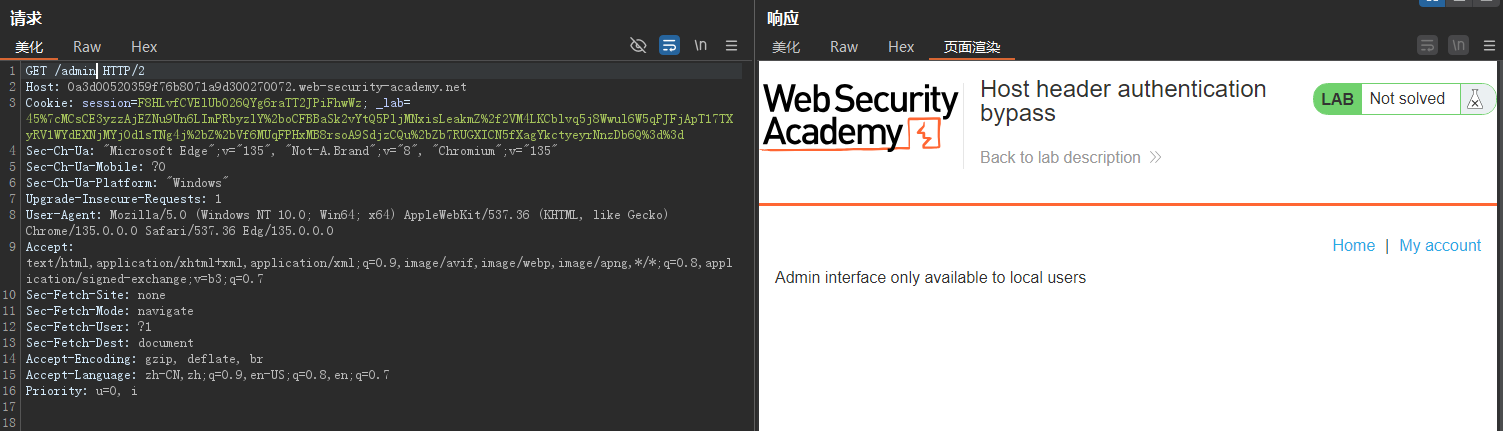 请求
美化 Raw Hex \n
1 GET /admin HTTP/2
2 Host: 0a3d00520359f76b8071a9d300270072.web-security-academy.net
3 Cookie: session=F8HLvfCVElUbO26QYg6raTT2JPiFhwWz; _lab=
45%7cMCsCE3yzzAjEZNu9Un6LImPRbyzlY%2boCFBBaSk2vYtQ5PljMNxisLeakmZ%2f2VM4LKCblvq5j8Wwul6W5qPJFjApT17TX
yRV1WYdEXNjMYjOd1sTNg4j%2bZ%2bVf6MUqFPHxMB8rsoA9SdjzCQu%2bZb7RUGXICN5fXagYkctyeyrNnzDb6Q%3d%3d
4 Sec-Ch-Ua: "Microsoft Edge";v="135", "Not-A.Brand";v="8", "Chromium";v="135"
5 Sec-Ch-Ua-Mobile: ?0
6 Sec-Ch-Ua-Platform: "Windows"
7 Upgrade-Insecure-Requests: 1
8 User-Agent: Mozilla/5.0 (Windows NT 10.0; Win64; x64) AppleWebKit/537.36 (KHTML, like Gecko)
Chrome/135.0.0.0 Safari/537.36 Edg/135.0.0.0
9 Accept:
text/html,application/xhtml+xml,application/xml;q=0.9,image/avif,image/webp,image/apng,*/*;q=0.8,appl
ication/signed-exchange;v=b3;q=0.7
10 Sec-Fetch-Site: none
11 Sec-Fetch-Mode: navigate
12 Sec-Fetch-User: ?1
13 Sec-Fetch-Dest: document
14 Accept-Encoding: gzip, deflate, br
15 Accept-Language: zh-CN,zh;q=0.9,en-US;q=0.8,en;q=0.7
16 Priority: u=0, i
17
18
响应
美化 Raw Hex 页面渲染 \n
Web Security
Academy
Host header authentication
bypass
Back to lab description
LAB Not solved
Home | My account
Admin interface only available to local users